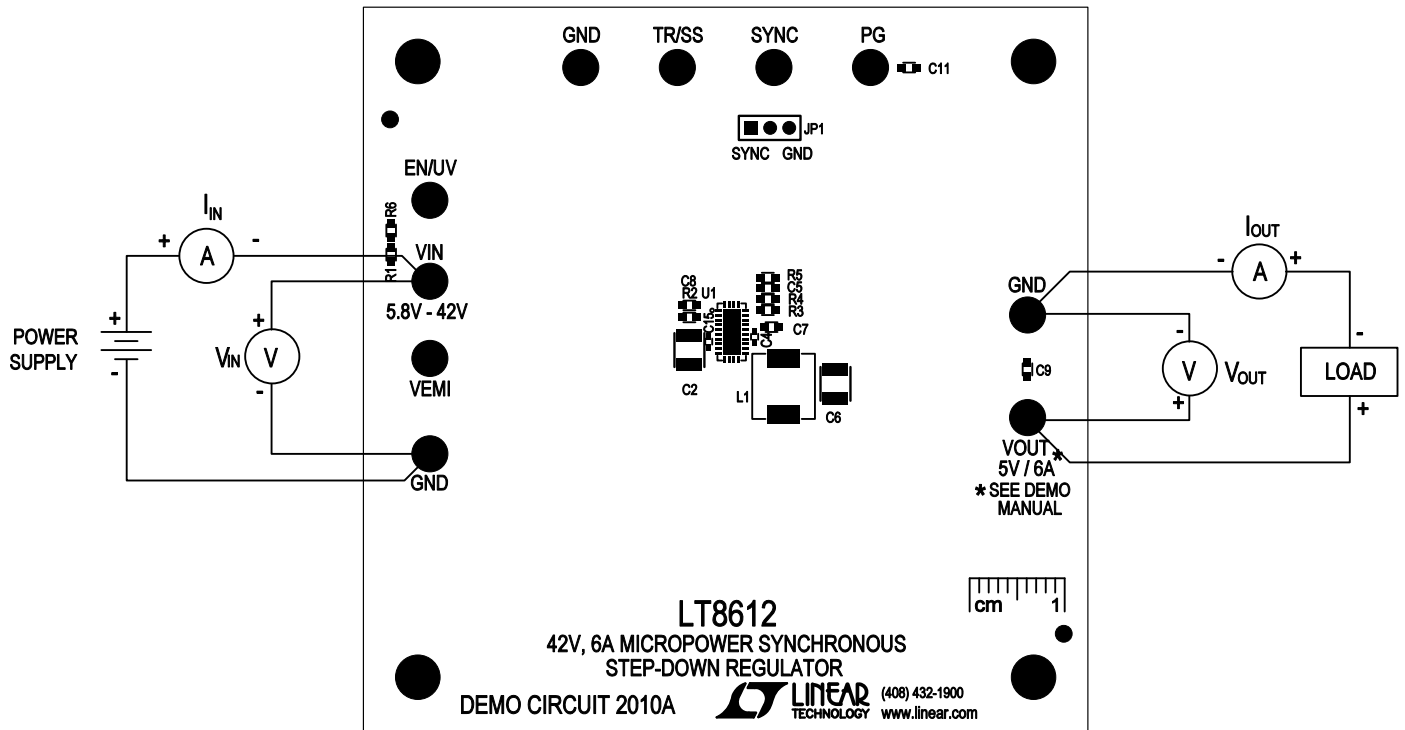 GND TR/SS SYNC PG
C11
JP1
SYNC GND
EN/UV
R6
R1
VIN
5.8V - 42V
VEMI
GND
IIN
+ A -
POWER
SUPPLY
+
-
VIN
+
V
-
C8
R2 U1
C15
C2
R5
C5
R4
R3
C7
C4
L1
C6
GND
C9
VOUT *
5V / 6A
* SEE DEMO
MANUAL
IOUT
- A +
-
V
+
VOUT
-
LOAD
+
cm 1
LT8612
42V, 6A MICROPOWER SYNCHRONOUS
STEP-DOWN REGULATOR
DEMO CIRCUIT 2010A
LINEAR
TECHNOLOGY
(408) 432-1900
www.linear.com